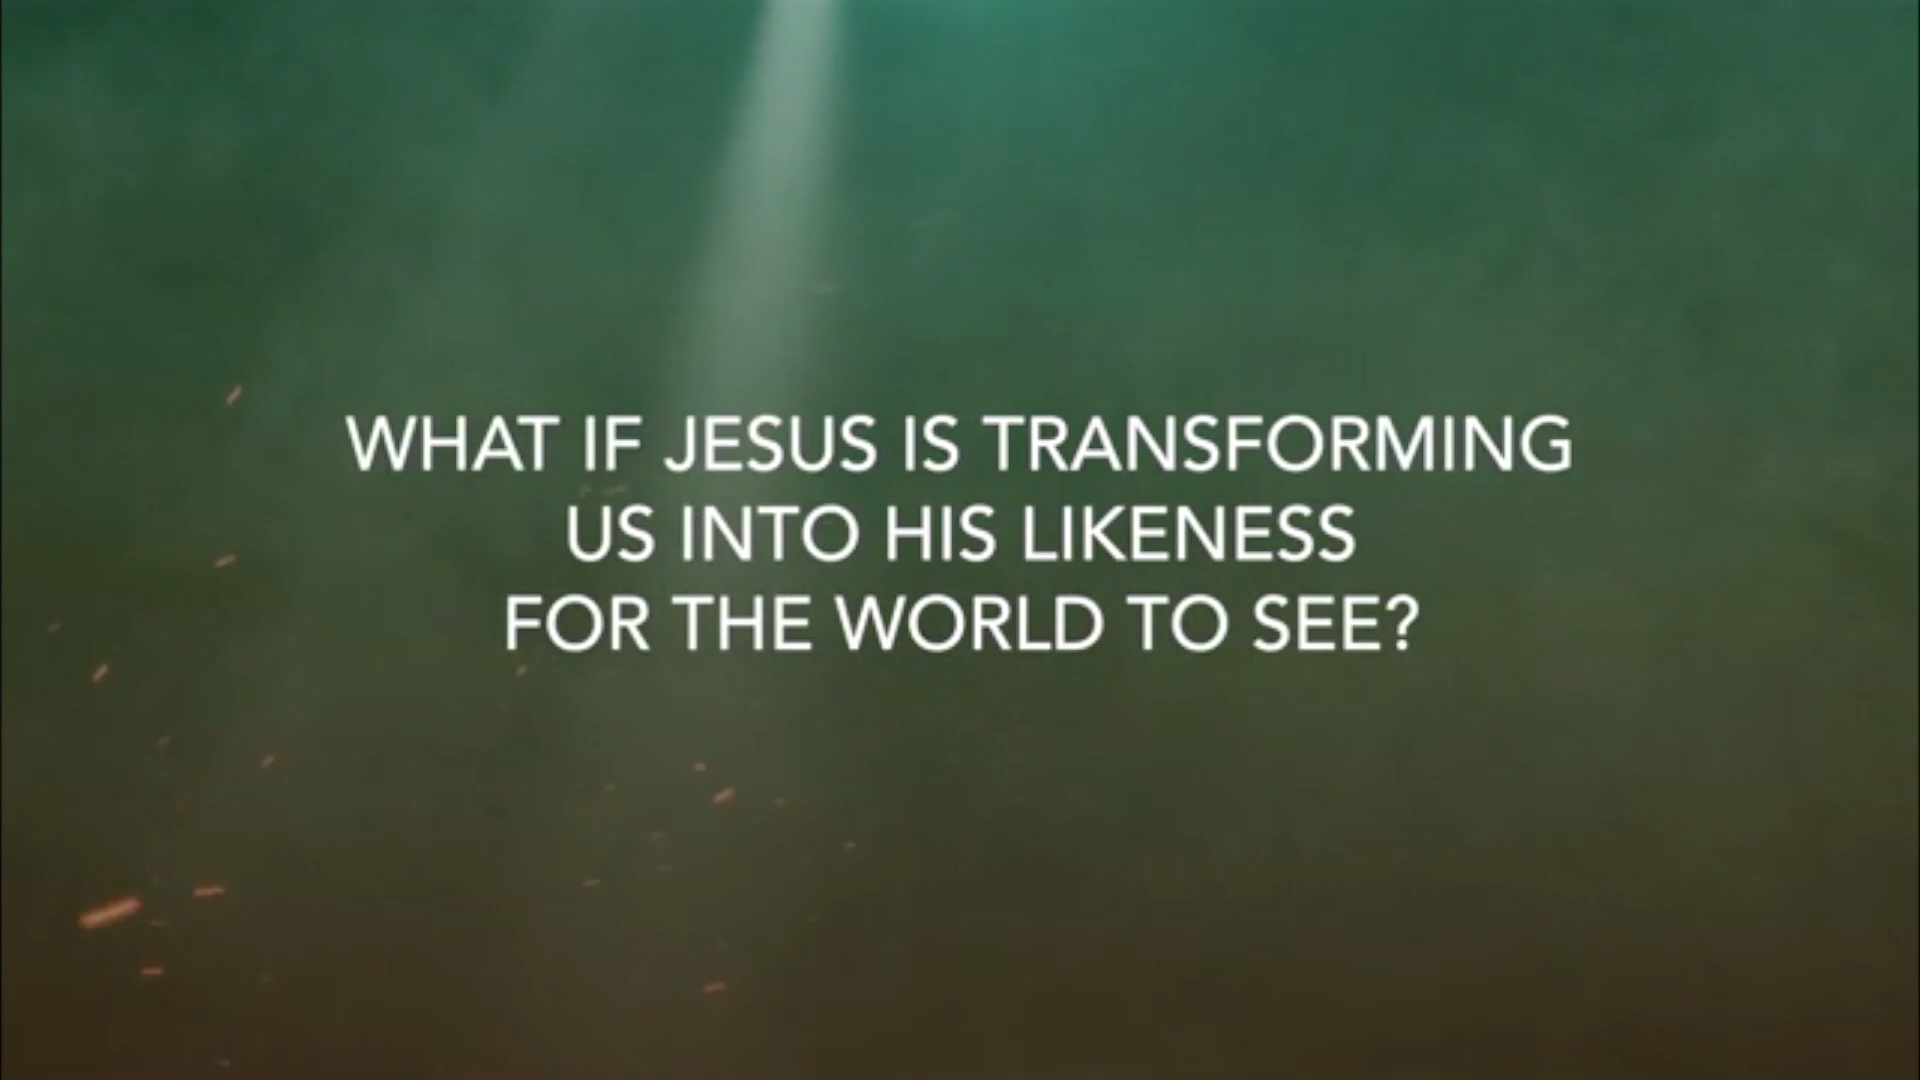 WHAT IF JESUS IS TRANSFORMING
US INTO HIS LIKENESS
FOR THE WORLD TO SEE?